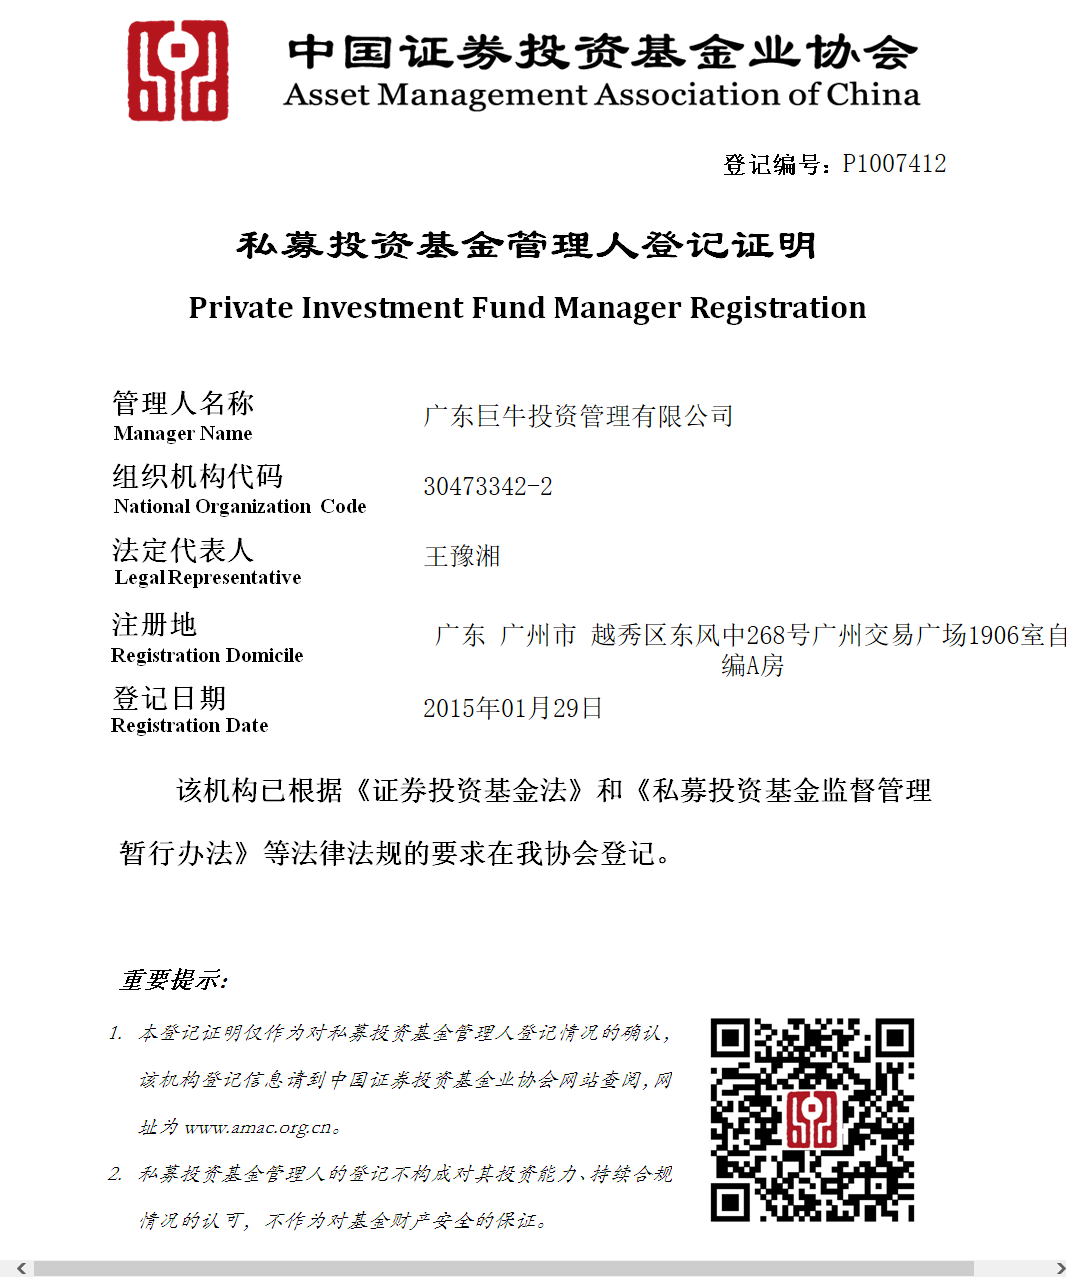 中国证券投资基金业协会
Asset Management Association of China
登记编号：P1007412
私募投资基金管理人登记证明
Private Investment Fund Manager Registration
管理人名称
Manager Name
广东巨牛投资管理有限公司
组织机构代码
National Organization Code
30473342-2
法定代表人
Legal Representative
王豫湘
注册地
Registration Domicile
广东 广州市 越秀区东风中268号广州交易广场1906室自
编A房
登记日期
Registration Date
2015年01月29日
该机构已根据《证券投资基金法》和《私募投资基金监督管理
暂行办法》等法律法规的要求在我协会登记。
重要提示：
1. 本登记证明仅作为对私募投资基金管理人登记情况的确认，
该机构登记信息请到中国证券投资基金业协会网站查阅，网
址为 www.amac.org.cn。
2. 私募投资基金管理人的登记不构成对其投资能力、持续合规
情况的认可，不作为对基金财产安全的保证。